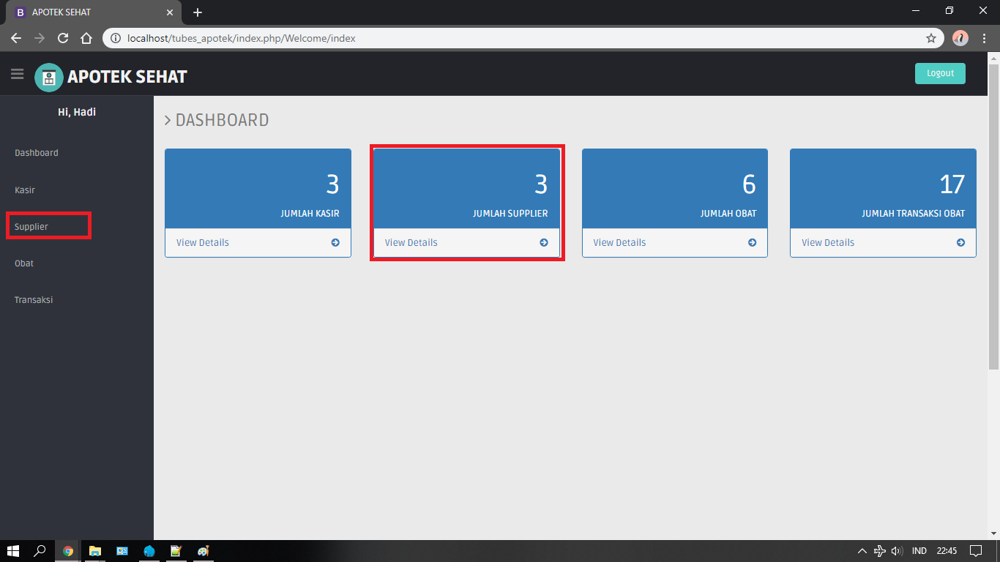 APOTEK SEHAT
localhost/tubes_apotek/index.php/Welcome/index
APOTEK SEHAT
Logout
Hi, Hadi
Dashboard
Kasir
Supplier
Obat
Transaksi
DASHBOARD
3
JUMLAH KASIR
View Details
3
JUMLAH SUPPLIER
View Details
6
JUMLAH OBAT
View Details
17
JUMLAH TRANSAKSI OBAT
View Details
IND
22:45